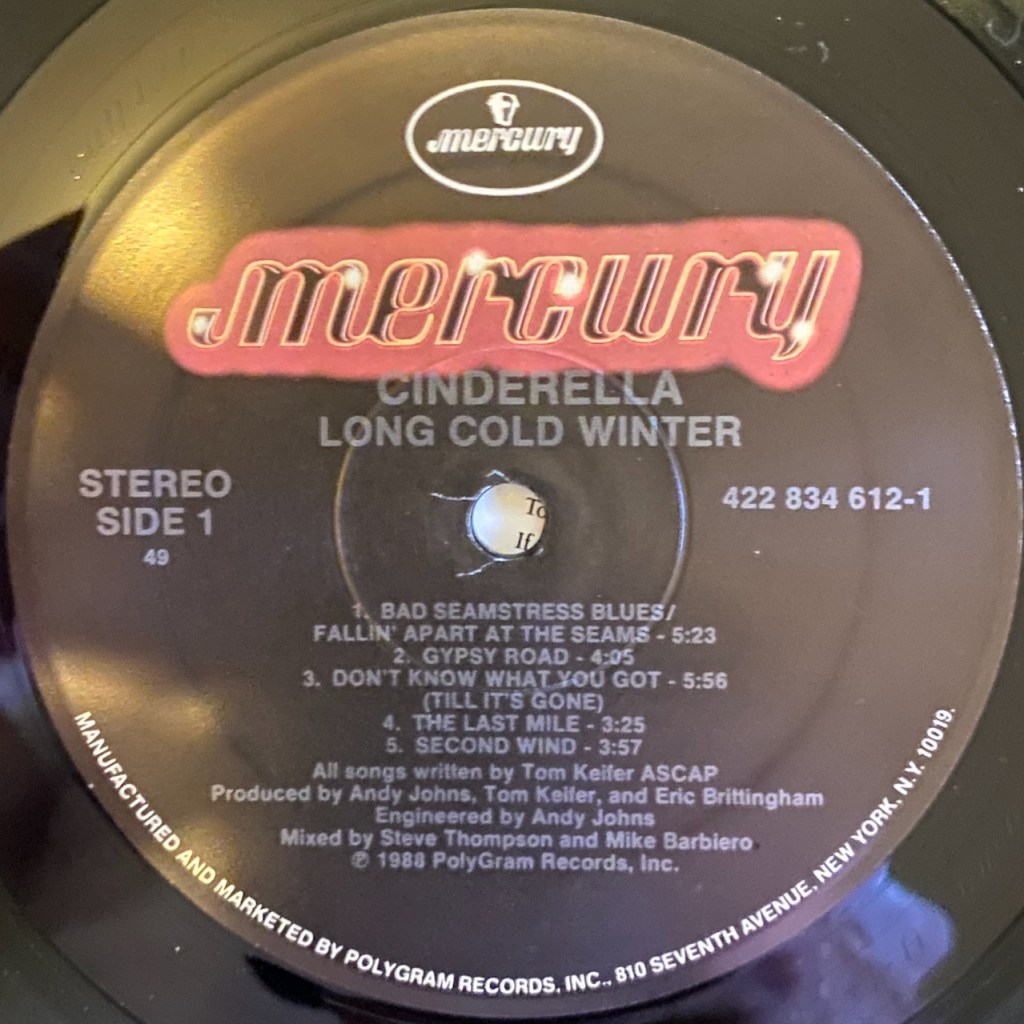 mercury
mercury
CINDERELLA
LONG COLD WINTER
STEREO
SIDE 1
49
422 834 612-1
To
If
1. BAD SEAMSTRESS BLUES/
FALLIN' APART AT THE SEAMS - 5:23
2. GYPSY ROAD - 4:05
3. DON'T KNOW WHAT YOU GOT - 5:56
(TILL IT'S GONE)
4. THE LAST MILE - 3:25
5. SECOND WIND - 3:57
All songs written by Tom Keifer ASCAP
Produced by Andy Johns, Tom Keifer, and Eric Brittingham
Engineered by Andy Johns
Mixed by Steve Thompson and Mike Barbiero
℗ 1988 PolyGram Records, Inc.
MANUFACTURED AND MARKETED BY POLYGRAM RECORDS, INC., 810 SEVENTH AVENUE, NEW YORK, N.Y. 10019.